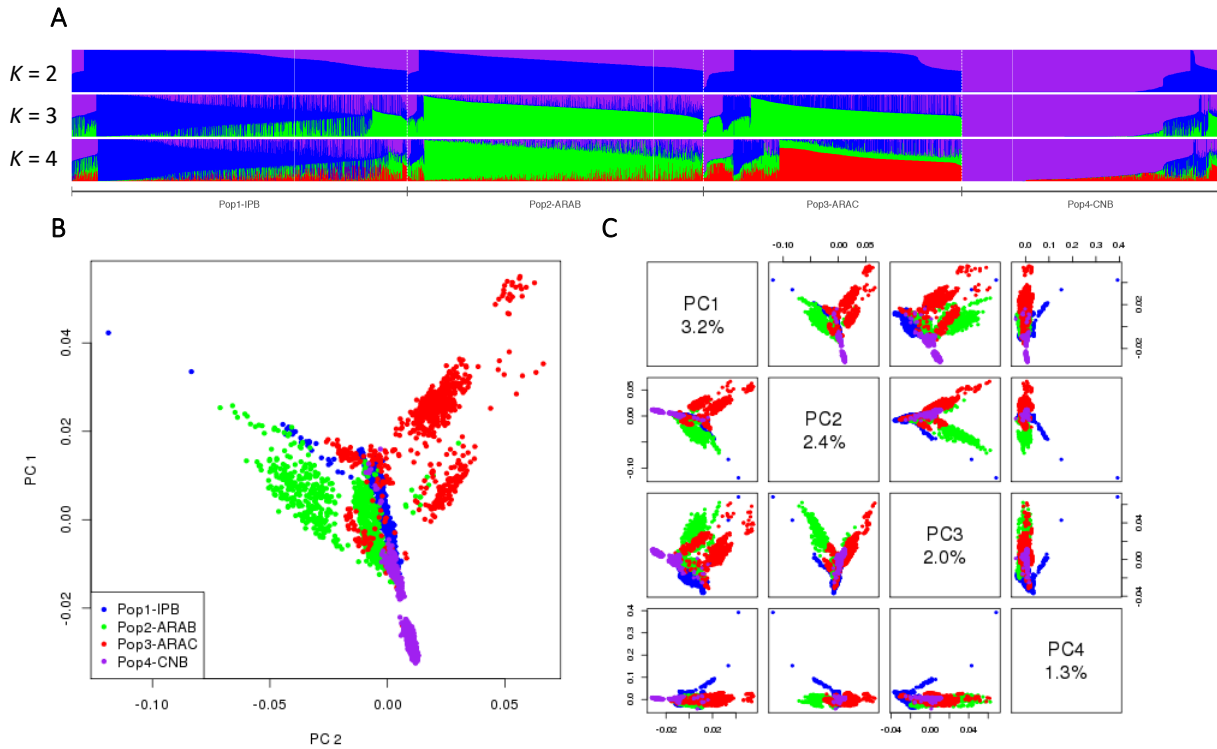 A
K = 2
K = 3
K = 4
Pop1-IPB Pop2-ARAB Pop3-ARAC Pop4-CNB
B
PC 1
0.04
0.02
0.00
-0.02
Pop1-IPB
Pop2-ARAB
Pop3-ARAC
Pop4-CNB
-0.10 -0.05 0.00 0.05
PC 2
C
-0.10 0.00 0.05 0.0 0.1 0.2 0.3 0.4
PC1
3.2%
0.02
-0.02
0.05
0.00
-0.10
PC2
2.4%
PC3
2.0%
0.04
0.00
-0.04
0.4
0.3
0.2
0.1
0.0
PC4
1.3%
-0.02 0.02 -0.04 0.00 0.04